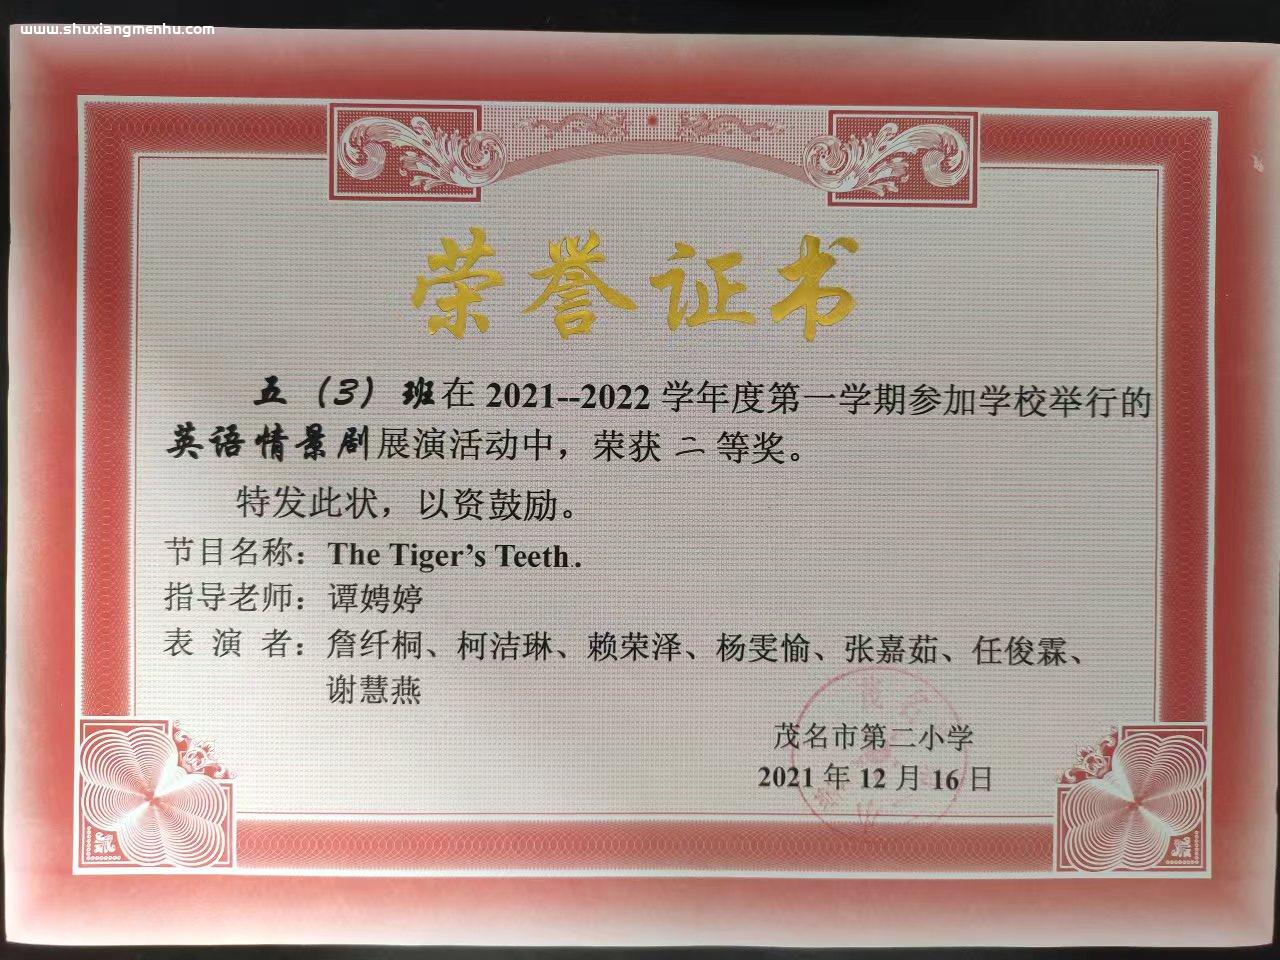 www.shuxiangmenhu.com
荣誉证书
五（3）班在 2021--2022 学年度第一学期参加学校举行的
英语情景剧展演活动中，荣获 二 等奖。
特发此状，以资鼓励。
节目名称：The Tiger’s Teeth.
指导老师：谭娉婷
表 演 者：詹纤桐、柯洁琳、赖荣泽、杨雯愉、张嘉茹、任俊霖、
谢慧燕
茂名市第二小学
2021 年 12 月 16 日